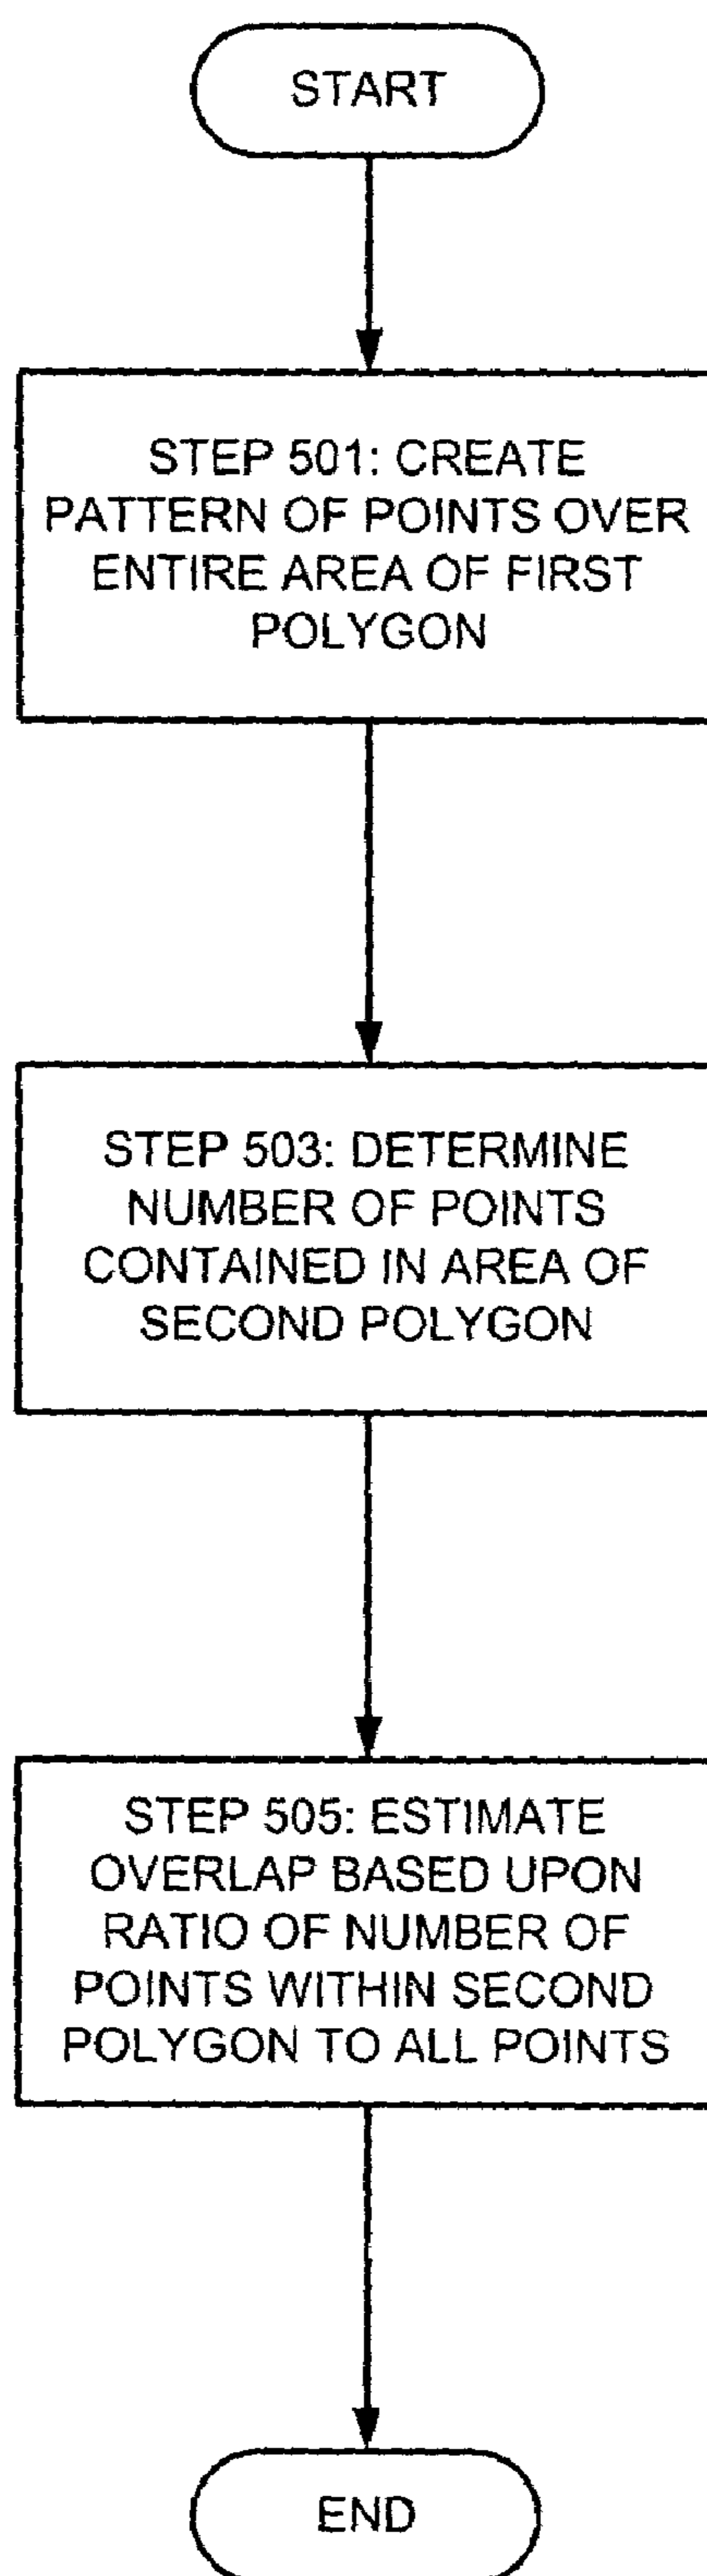 START
STEP 501: CREATE
PATTERN OF POINTS OVER
ENTIRE AREA OF FIRST
POLYGON
STEP 503: DETERMINE
NUMBER OF POINTS
CONTAINED IN AREA OF
SECOND POLYGON
STEP 505: ESTIMATE
OVERLAP BASED UPON
RATIO OF NUMBER OF
POINTS WITHIN SECOND
POLYGON TO ALL POINTS
END